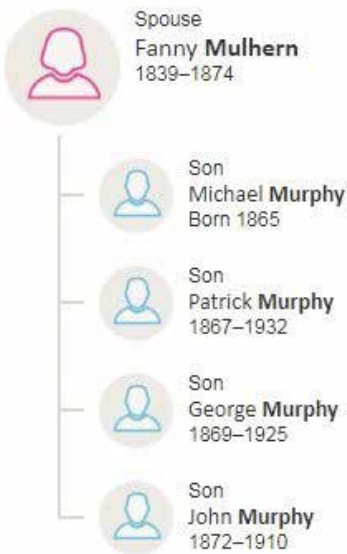 Spouse
Fanny Mulhern
1839–1874
Son
Michael Murphy
Born 1865
Son
Patrick Murphy
1867–1932
Son
George Murphy
1869–1925
Son
John Murphy
1872–1910